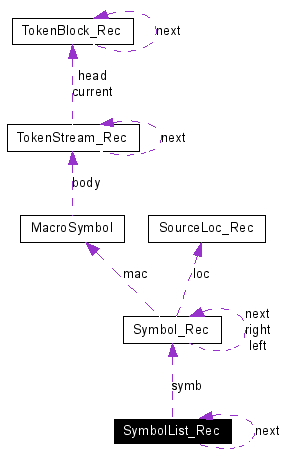 TokenBlock_Rec
next
head
current
TokenStream_Rec
next
body
MacroSymbol
SourceLoc_Rec
mac
loc
Symbol_Rec
next
right
left
symb
SymbolList_Rec
next